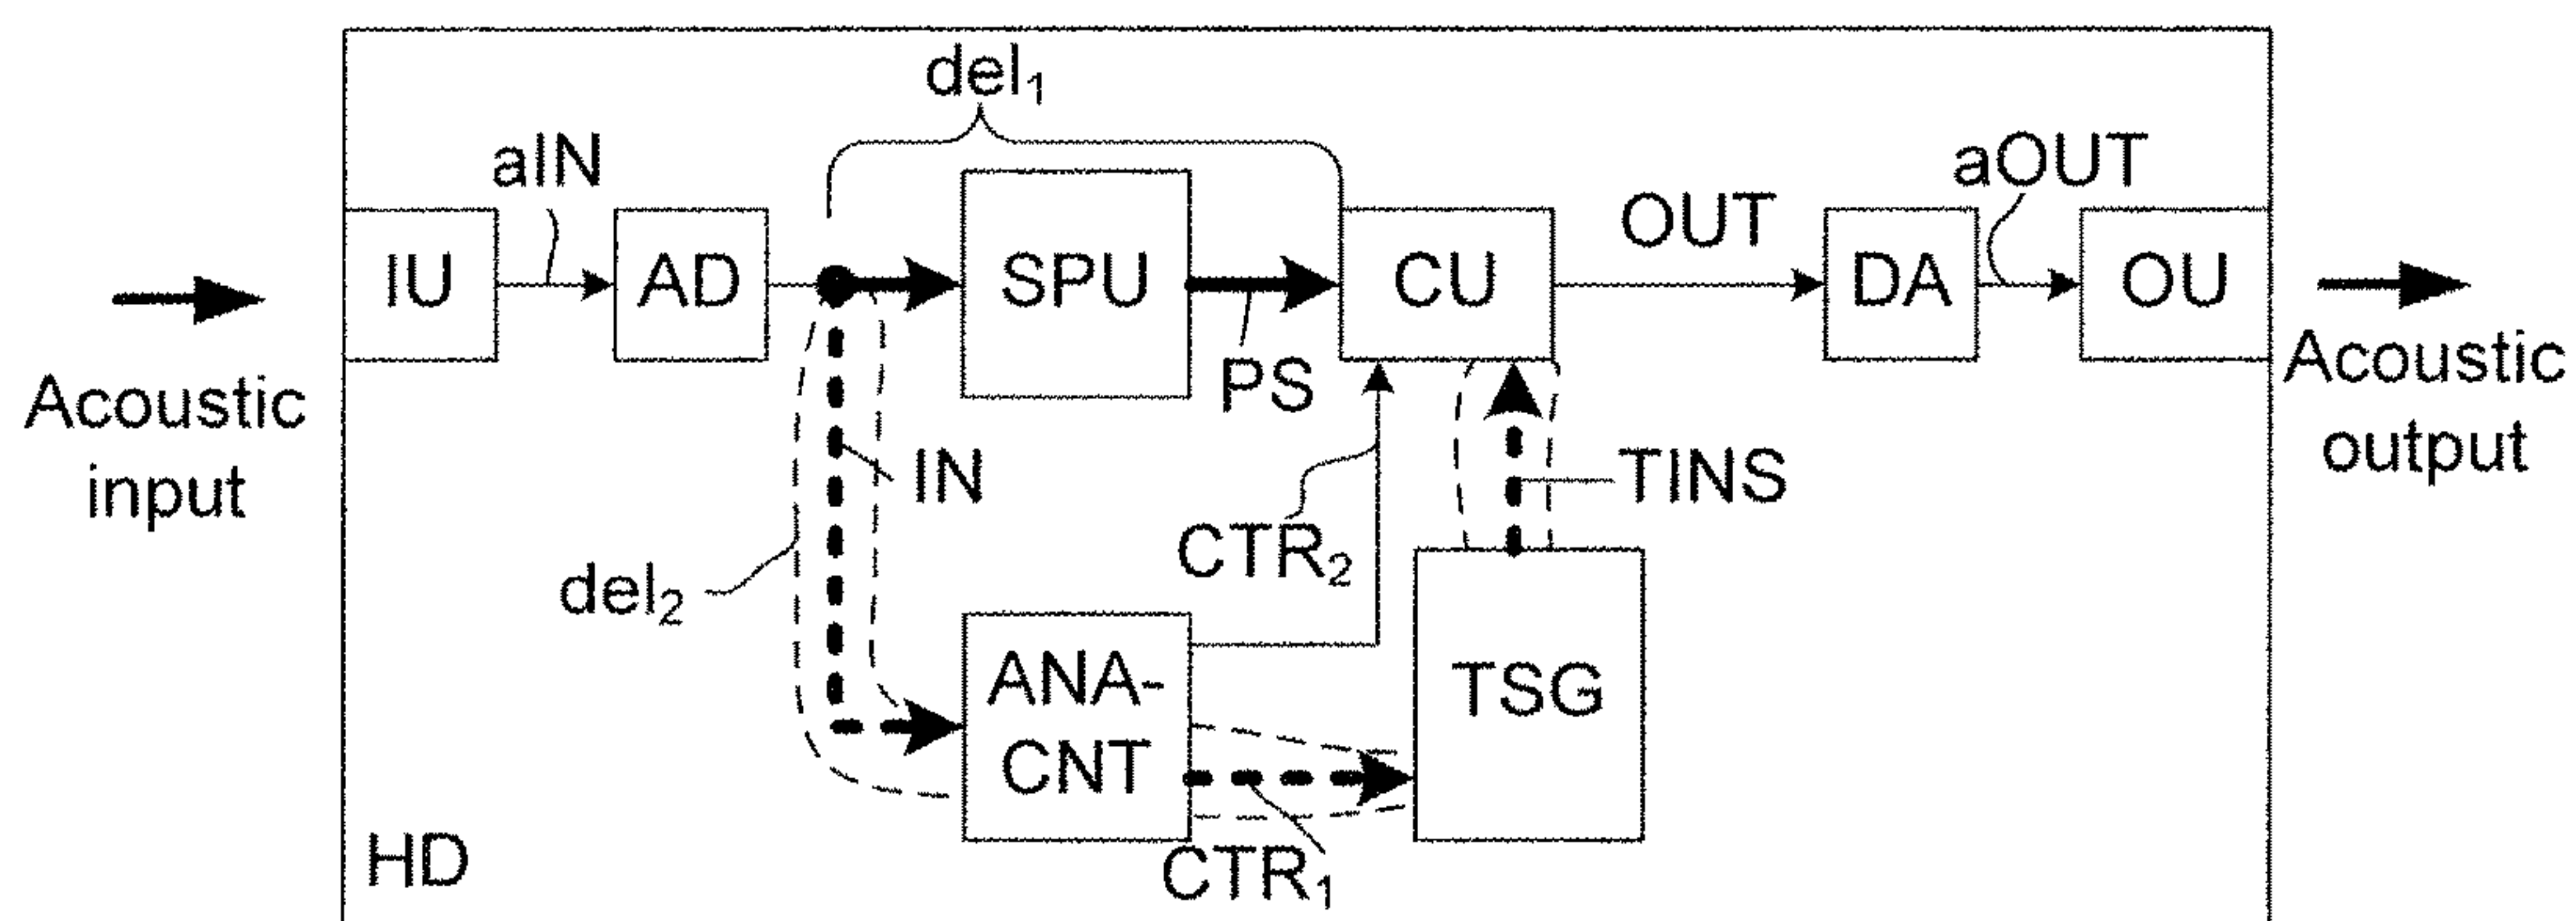 del₁
aIN
aOUT
OUT
IU
AD
SPU
CU
DA
OU
PS
Acoustic
input
Acoustic
output
IN
TINS
CTR₂
del₂
ANA-
CNT
TSG
HD
CTR₁